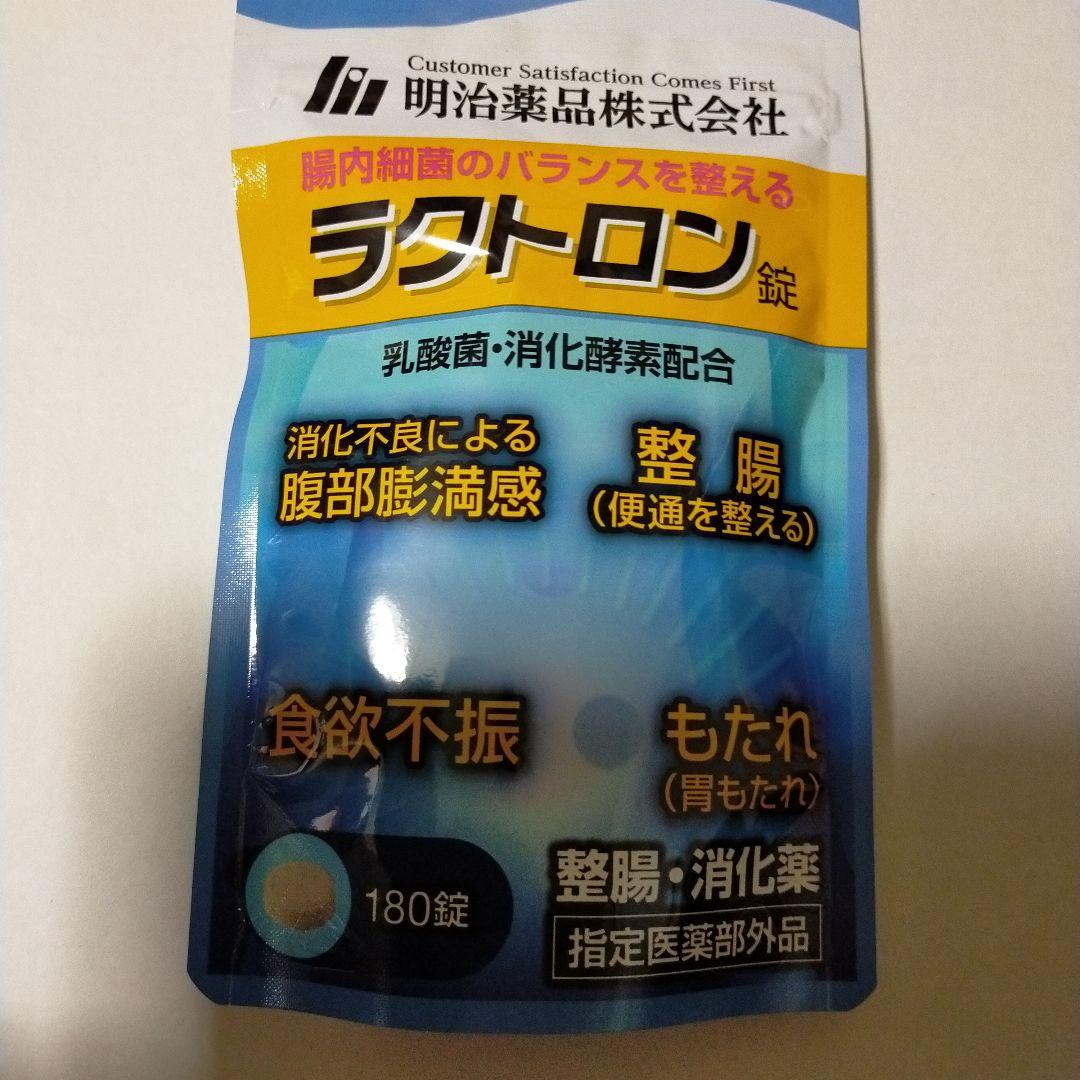 Customer Satisfaction Comes First
明治薬品株式会社
腸内細菌のバランスを整える
ラクトロン錠
乳酸菌・消化酵素配合
消化不良による
腹部膨満感
整腸
(便通を整える)
食欲不振
もたれ
(胃もたれ)
180錠
整腸・消化薬
指定医薬部外品